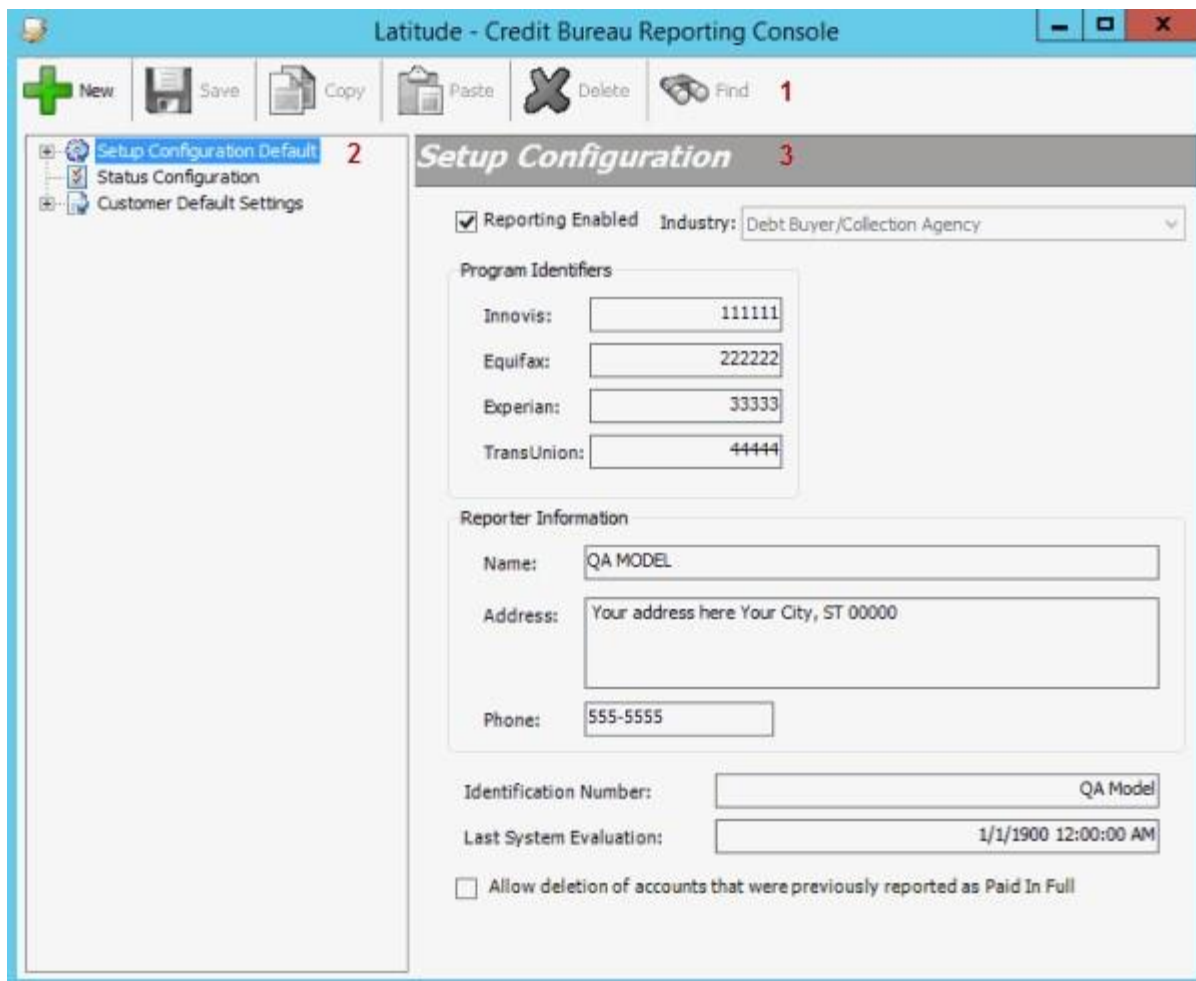 Latitude - Credit Bureau Reporting Console
New Save Copy Paste Delete Find 1
Setup Configuration Default 2
Status Configuration
Customer Default Settings
Setup Configuration 3
Reporting Enabled Industry: Debt Buyer/Collection Agency
Program Identifiers
Innovis: 111111
Equifax: 222222
Experian: 33333
TransUnion: 44444
Reporter Information
Name: QA MODEL
Address: Your address here Your City, ST 00000
Phone: 555-5555
Identification Number: QA Model
Last System Evaluation: 1/1/1900 12:00:00 AM
Allow deletion of accounts that were previously reported as Paid In Full